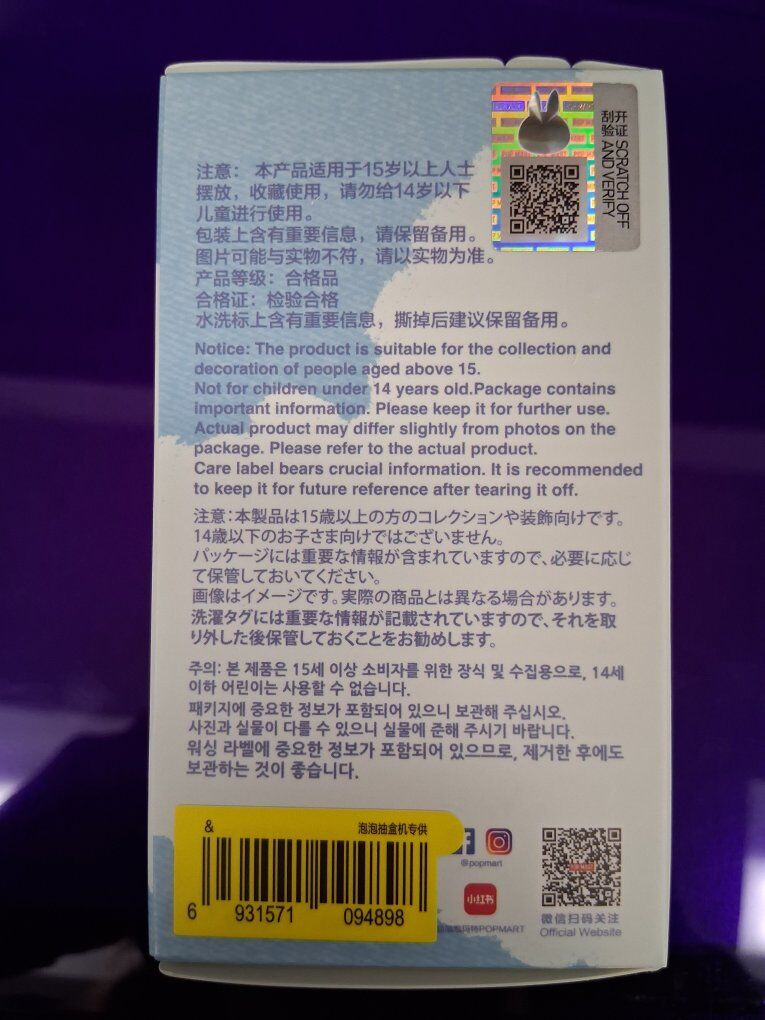 刮开
验证
SCRATCH OFF
AND VERIFY
注意： 本产品适用于15岁以上人士
摆放，收藏使用，请勿给14岁以下
儿童进行使用。
包装上含有重要信息，请保留备用。
图片可能与实物不符，请以实物为准。
产品等级：合格品
合格证：检验合格
水洗标上含有重要信息，撕掉后建议保留备用。
Notice: The product is suitable for the collection and
decoration of people aged above 15.
Not for children under 14 years old.Package contains
important information. Please keep it for further use.
Actual product may differ slightly from photos on the
package. Please refer to the actual product.
Care label bears crucial information. It is recommended
to keep it for future reference after tearing it off.
注意：本製品は15歳以上の方のコレクションや装飾向けです。
14歳以下のお子さま向けではございません。
パッケージには重要な情報が含まれていますので、必要に応じ
て保管しておいてください。
画像はイメージです。実際の商品とは異なる場合があります。
洗濯タグには重要な情報が記載されていますので、それを取
り外した後保管しておくことをお勧めします。
주의: 본 제품은 15세 이상 소비자를 위한 장식 및 수집용으로, 14세
이하 어린이는 사용할 수 없습니다.
패키지에 중요한 정보가 포함되어 있으니 보관해 주십시오.
사진과 실물이 다를 수 있으니 실물에 준해 주시기 바랍니다.
워싱 라벨에 중요한 정보가 포함되어 있으므로, 제거한 후에도
보관하는 것이 좋습니다.
& 泡泡抽盒机专供
6 931571 094898
@popmart
小红书
泡泡玛特POPMART
微信扫码关注
Official Website